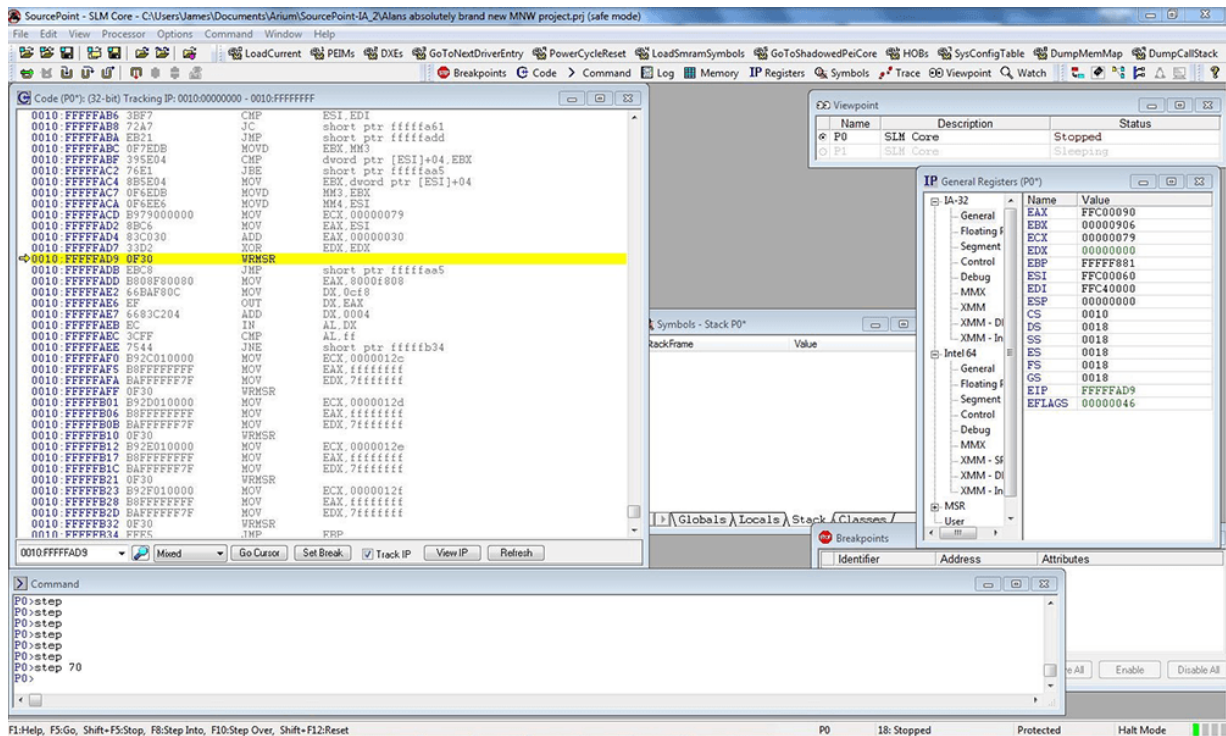 SourcePoint - SLM Core - C:\Users\James\Documents\Arium\SourcePoint-IA_2\Alans absolutely brand new MNW project.prj (safe mode)
File Edit View Processor Options Command Window Help
LoadCurrent PEIMs DXEs GoToNextDriverEntry PowerCycleReset LoadSmramSymbols GoToShadowedPeiCore HOBs SysConfigTable DumpMemMap DumpCallStack
Breakpoints Code Command Log Memory IP Registers Symbols Trace Viewpoint Watch
Code (P0*): (32-bit) Tracking IP: 0010:00000000 - 0010:FFFFFFFF
0010:FFFFFAB6 3BF7 CMP ESI,EDI
0010:FFFFFAB8 72A7 JC short ptr fffffa61
0010:FFFFFABA EB21 JMP short ptr fffffadd
0010:FFFFFABC 0F7EDB MOVD EBX,MM3
0010:FFFFFABF 395E04 CMP dword ptr [ESI]+04,EBX
0010:FFFFFAC2 76E1 JBE short ptr fffffaa5
0010:FFFFFAC4 8B5E04 MOV EBX,dword ptr [ESI]+04
0010:FFFFFAC7 0F6EDB MOVD MM3,EBX
0010:FFFFFACA 0F6EE6 MOVD MM4,ESI
0010:FFFFFACD B979000000 MOV ECX,00000079
0010:FFFFFAD2 8BC6 MOV EAX,ESI
0010:FFFFFAD4 83C030 ADD EAX,00000030
0010:FFFFFAD7 33D2 XOR EDX,EDX
0010:FFFFFAD9 0F30 WRMSR
0010:FFFFFADB EBC8 JMP short ptr fffffaa5
0010:FFFFFADD B808F80080 MOV EAX,8000f808
0010:FFFFFAE2 66BAF80C MOV DX,0cf8
0010:FFFFFAE6 EF OUT DX,EAX
0010:FFFFFAE7 6683C204 ADD DX,0004
0010:FFFFFAEB EC IN AL,DX
0010:FFFFFAEC 3CFF CMP AL,ff
0010:FFFFFAEE 7544 JNE short ptr fffffb34
0010:FFFFFAF0 B92C010000 MOV ECX,0000012c
0010:FFFFFAF5 B8FFFFFFFF MOV EAX,ffffffff
0010:FFFFFAFA BAFFFFFF7F MOV EDX,7fffffff
0010:FFFFFAFF 0F30 WRMSR
0010:FFFFFB01 B92D010000 MOV ECX,0000012d
0010:FFFFFB06 B8FFFFFFFF MOV EAX,ffffffff
0010:FFFFFB0B BAFFFFFF7F MOV EDX,7fffffff
0010:FFFFFB10 0F30 WRMSR
0010:FFFFFB12 B92E010000 MOV ECX,0000012e
0010:FFFFFB17 B8FFFFFFFF MOV EAX,ffffffff
0010:FFFFFB1C BAFFFFFF7F MOV EDX,7fffffff
0010:FFFFFB21 0F30 WRMSR
0010:FFFFFB23 B92F010000 MOV ECX,0000012f
0010:FFFFFB28 B8FFFFFFFF MOV EAX,ffffffff
0010:FFFFFB2D BAFFFFFF7F MOV EDX,7fffffff
0010:FFFFFB32 0F30 WRMSR
0010:FFFFFB34 FFE5 JMP EBP
0010:FFFFFAD9 Mixed Go Cursor Set Break Track IP View IP Refresh
Viewpoint
Name Description Status
P0 SLM Core Stopped
P1 SLM Core Sleeping
IP General Registers (P0*)
IA-32
General
Floating P
Segment
Control
Debug
MMX
XMM
XMM - DI
XMM - In
Intel 64
General
Floating P
Segment
Control
Debug
MMX
XMM
XMM - SP
XMM - DI
XMM - In
MSR
User
Name Value
EAX FFC00090
EBX 00000906
ECX 00000079
EDX 00000000
EBP FFFFF881
ESI FFC00060
EDI FFC40000
ESP 00000000
CS 0010
DS 0018
SS 0018
ES 0018
FS 0018
GS 0018
EIP FFFFFAD9
EFLAGS 00000046
Symbols - Stack P0*
StackFrame Value
Globals Locals Stack Classes
Breakpoints
Identifier Address Attributes
Enable Disable All
Command
P0>step
P0>step
P0>step
P0>step
P0>step
P0>step 70
P0>
F1:Help, F5:Go, Shift+F5:Stop, F8:Step Into, F10:Step Over, Shift+F12:Reset P0 18: Stopped Protected Halt Mode